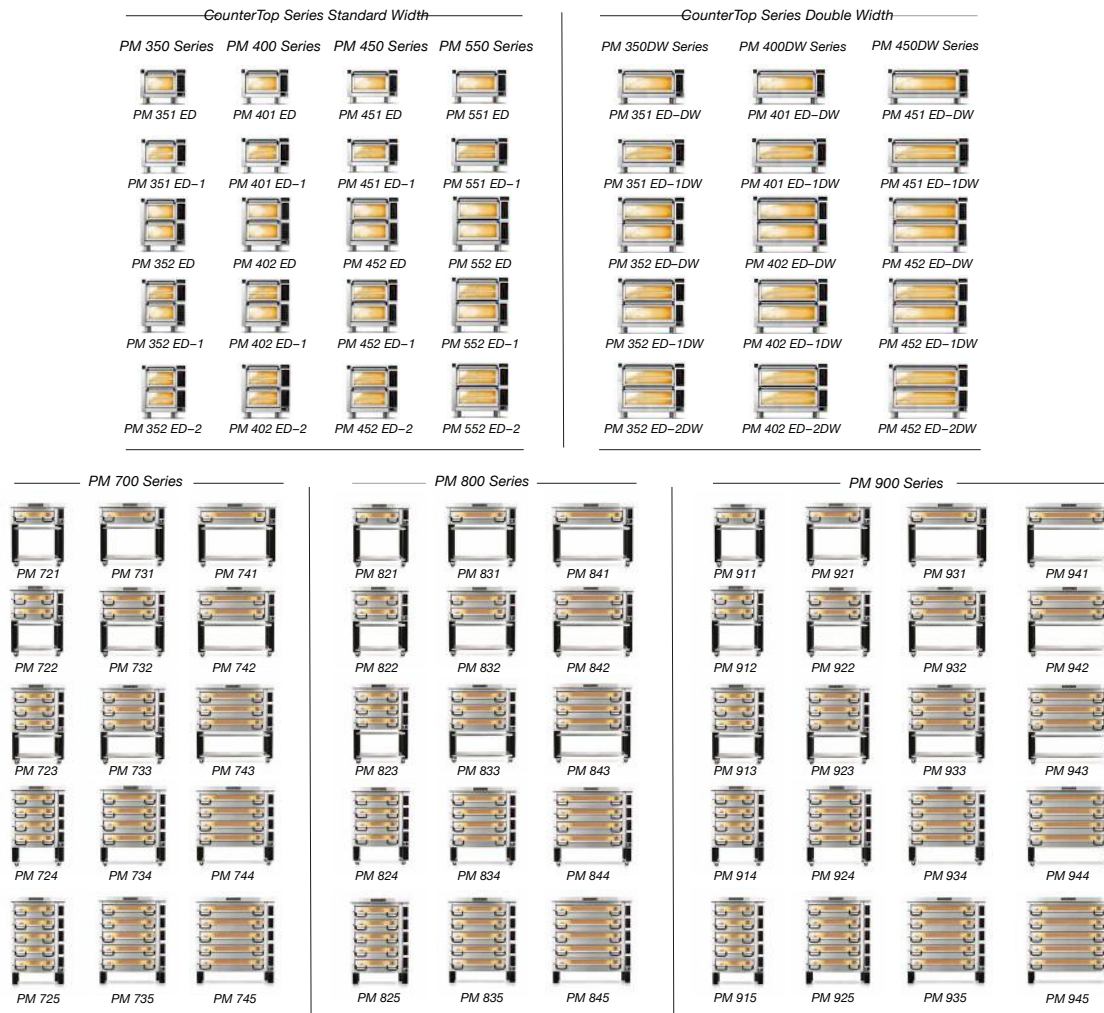 CounterTop Series Standard Width
CounterTop Series Double Width
PM 350 Series PM 400 Series PM 450 Series PM 550 Series
PM 350DW Series PM 400DW Series PM 450DW Series
PM 351 ED PM 401 ED PM 451 ED PM 551 ED
PM 351 ED-DW PM 401 ED-DW PM 451 ED-DW
PM 351 ED-1 PM 401 ED-1 PM 451 ED-1 PM 551 ED-1
PM 351 ED-1DW PM 401 ED-1DW PM 451 ED-1DW
PM 352 ED PM 402 ED PM 452 ED PM 552 ED
PM 352 ED-DW PM 402 ED-DW PM 452 ED-DW
PM 352 ED-1 PM 402 ED-1 PM 452 ED-1 PM 552 ED-1
PM 352 ED-1DW PM 402 ED-1DW PM 452 ED-1DW
PM 352 ED-2 PM 402 ED-2 PM 452 ED-2 PM 552 ED-2
PM 352 ED-2DW PM 402 ED-2DW PM 452 ED-2DW
PM 700 Series
PM 800 Series
PM 900 Series
PM 721 PM 731 PM 741
PM 821 PM 831 PM 841
PM 911 PM 921 PM 931 PM 941
PM 722 PM 732 PM 742
PM 822 PM 832 PM 842
PM 912 PM 922 PM 932 PM 942
PM 723 PM 733 PM 743
PM 823 PM 833 PM 843
PM 913 PM 923 PM 933 PM 943
PM 724 PM 734 PM 744
PM 824 PM 834 PM 844
PM 914 PM 924 PM 934 PM 944
PM 725 PM 735 PM 745
PM 825 PM 835 PM 845
PM 915 PM 925 PM 935 PM 945